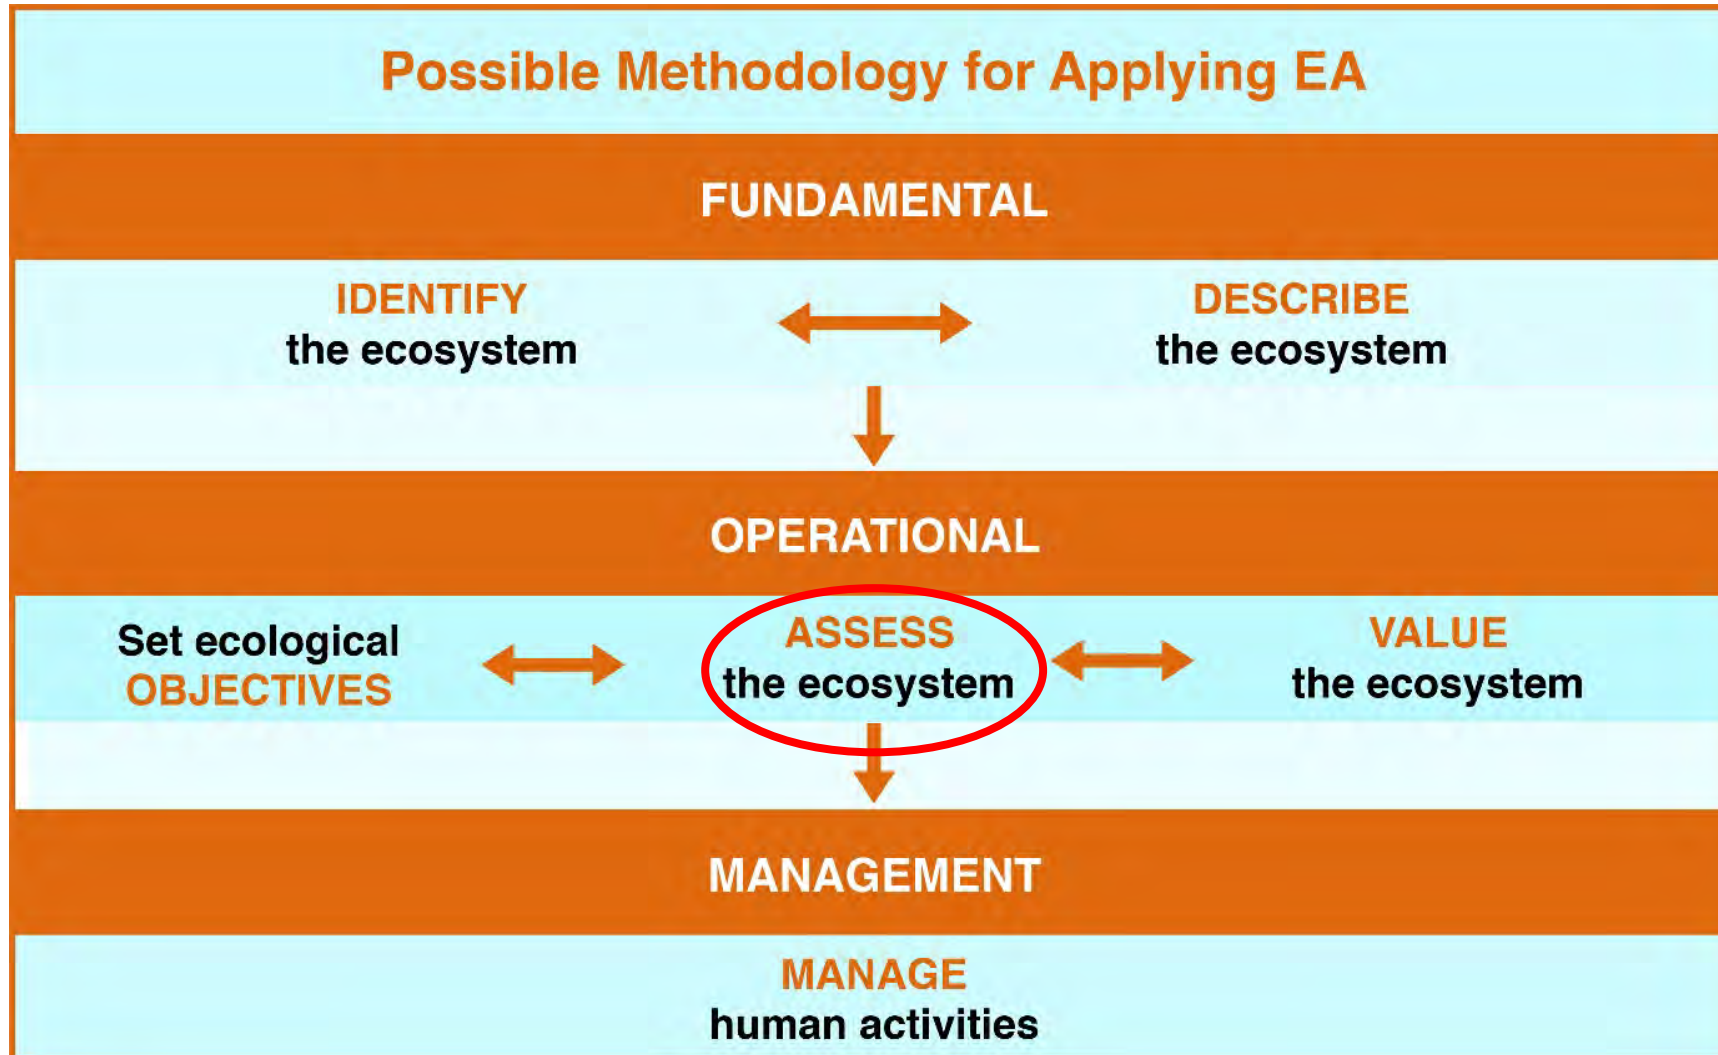 Possible Methodology for Applying EA
FUNDAMENTAL
IDENTIFY
the ecosystem
DESCRIBE
the ecosystem
OPERATIONAL
Set ecological
OBJECTIVES
ASSESS
the ecosystem
VALUE
the ecosystem
MANAGEMENT
MANAGE
human activities